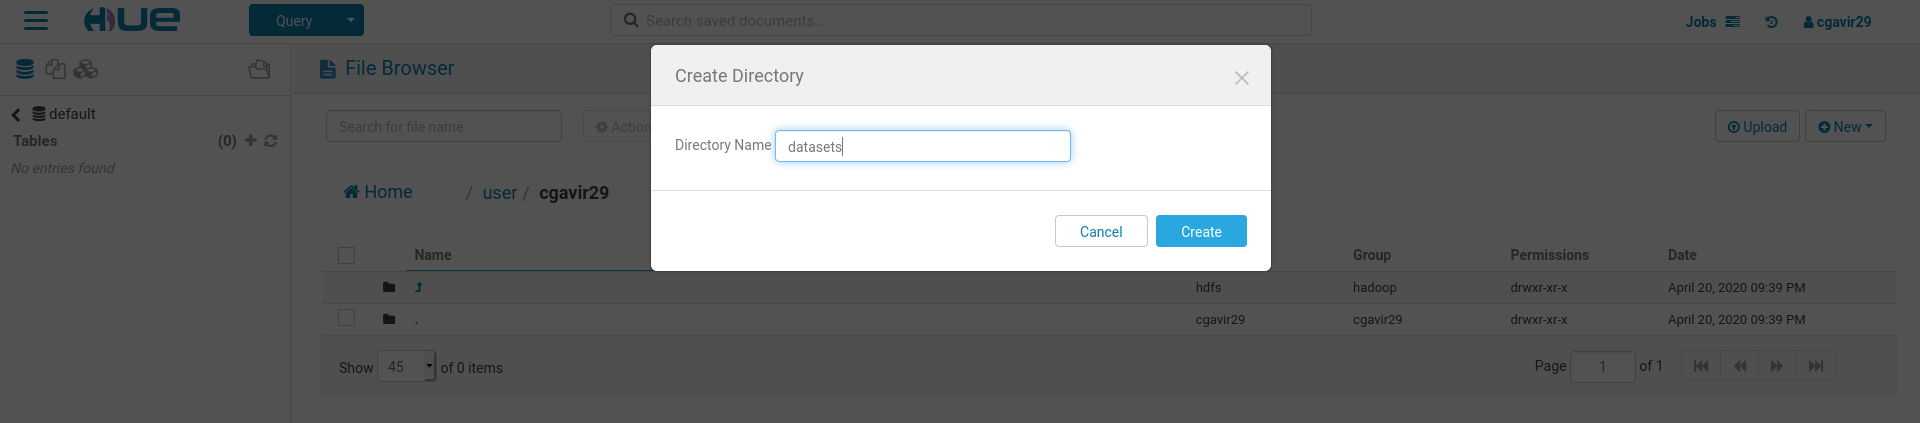 HUE
Query
Search saved documents...
Jobs
cgavir29
File Browser
default
Tables (0)
No entries found
Search for file name
Action
Upload
New
Home / user / cgavir29
Create Directory
Directory Name datasets
Cancel Create
Name Group Permissions Date
hdfs hadoop drwxr-xr-x April 20, 2020 09:39 PM
. cgavir29 cgavir29 drwxr-xr-x April 20, 2020 09:39 PM
Show 45 of 0 items
Page 1 of 1